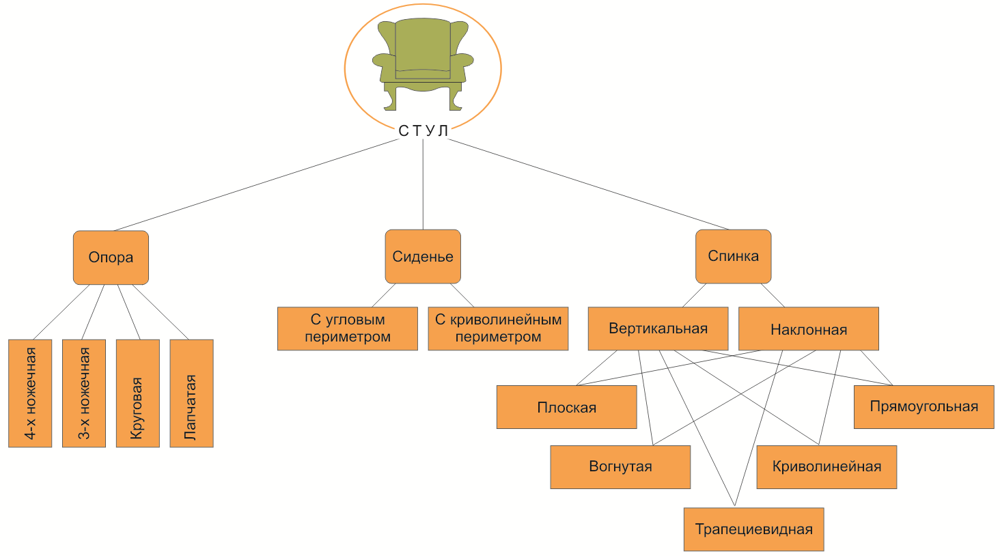 СТУЛ
Опора
Сиденье
Спинка
4-х ножечная
3-х ножечная
Круговая
Лапчатая
С угловым
периметром
С криволинейным
периметром
Вертикальная
Наклонная
Плоская
Прямоугольная
Вогнутая
Криволинейная
Трапециевидная